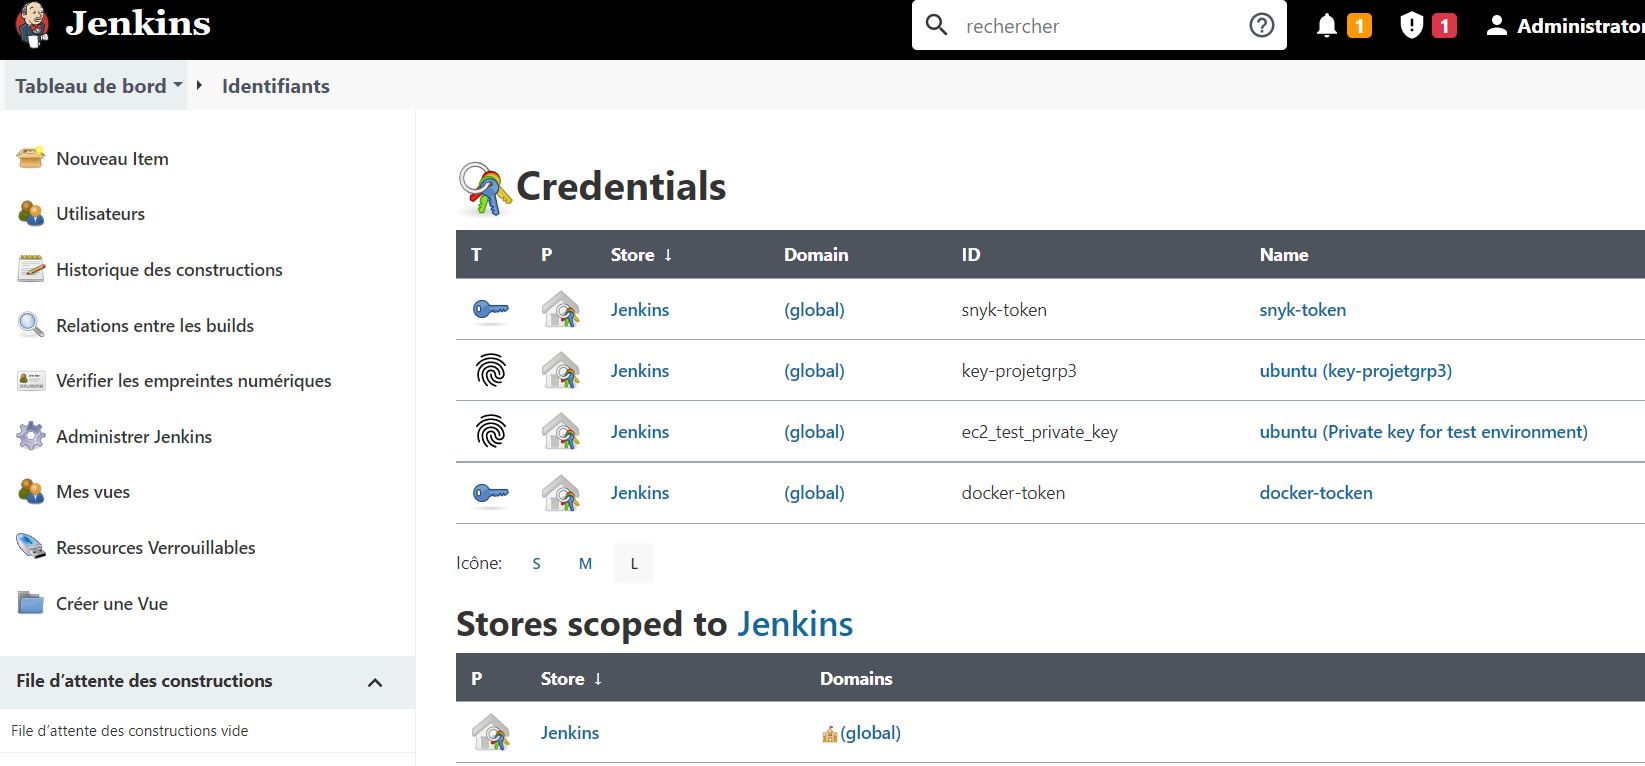 Jenkins
rechercher
1
1
Administrator
Tableau de bord
Identifiants
Nouveau Item
Utilisateurs
Historique des constructions
Relations entre les builds
Vérifier les empreintes numériques
Administrer Jenkins
Mes vues
Ressources Verrouillables
Créer une Vue
File d’attente des constructions
File d’attente des constructions vide
Credentials
T P Store ↓ Domain ID Name
Jenkins (global) snyk-token snyk-token
Jenkins (global) key-projetgrp3 ubuntu (key-projetgrp3)
Jenkins (global) ec2_test_private_key ubuntu (Private key for test environment)
Jenkins (global) docker-token docker-tocken
Icône: S M L
Stores scoped to Jenkins
P Store ↓ Domains
Jenkins (global)